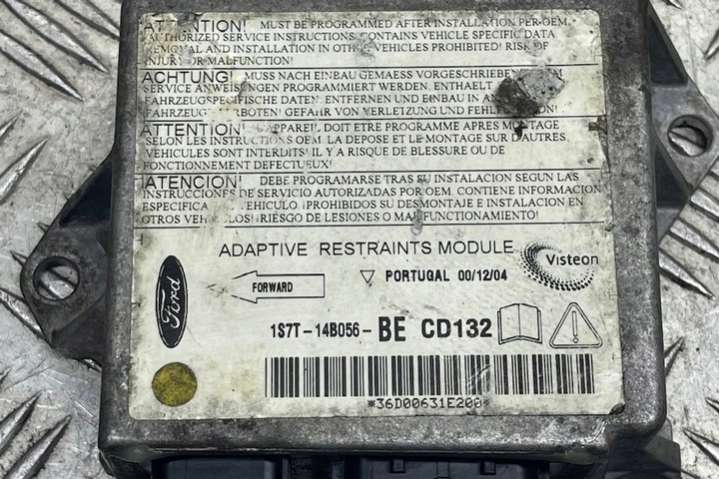 ATTENTION! MUST BE PROGRAMMED AFTER INSTALLATION PER OEM
AUTHORIZED SERVICE INSTRUCTIONS. CONTAINS VEHICLE SPECIFIC DATA
REMOVAL AND INSTALLATION IN OTHER VEHICLES PROHIBITED! RISK OF
INJURY OR MALFUNCTION!
ACHTUNG! MUSS NACH EINBAU GEMAESS VORGESCHRIEBENEN
SERVICE ANWEISUNGEN PROGRAMMIERT WERDEN. ENTHAELT
FAHRZEUGSPEZIFISCHE DATEN. ENTFERNEN UND EINBAU IN
FAHRZEUGE VERBOTEN! GEFAHR VON VERLETZUNG UND
ATTENTION! APPAREIL DOIT ETRE PROGRAMME APRES MONTAGE
SELON LES INSTRUCTIONS OEM. LA DEPOSE ET LE MONTAGE SUR D'AUTRES
VEHICULES SONT INTERDITS! IL Y A RISQUE DE BLESSURE OU DE
FONCTIONNEMENT DEFECTUEUX!
ATENCION! DEBE PROGRAMARSE TRAS SU INSTALACION SEGUN LAS
INSTRUCCIONES DE SERVICIO AUTORIZADAS POR OEM. CONTIENE INFORMACION
ESPECIFICA VEHICULO ¡PROHIBIDOS SU DESMONTAJE E INSTALACION EN
OTROS VEHICULOS! ¡RIESGO DE LESIONES O MALFUNCTIONAMIENTO!
ADAPTIVE RESTRAINTS MODULE
Visteon
Ford
FORWARD
PORTUGAL 00/12/04
1S7T-14B056-BE CD132
*36D00631E200*